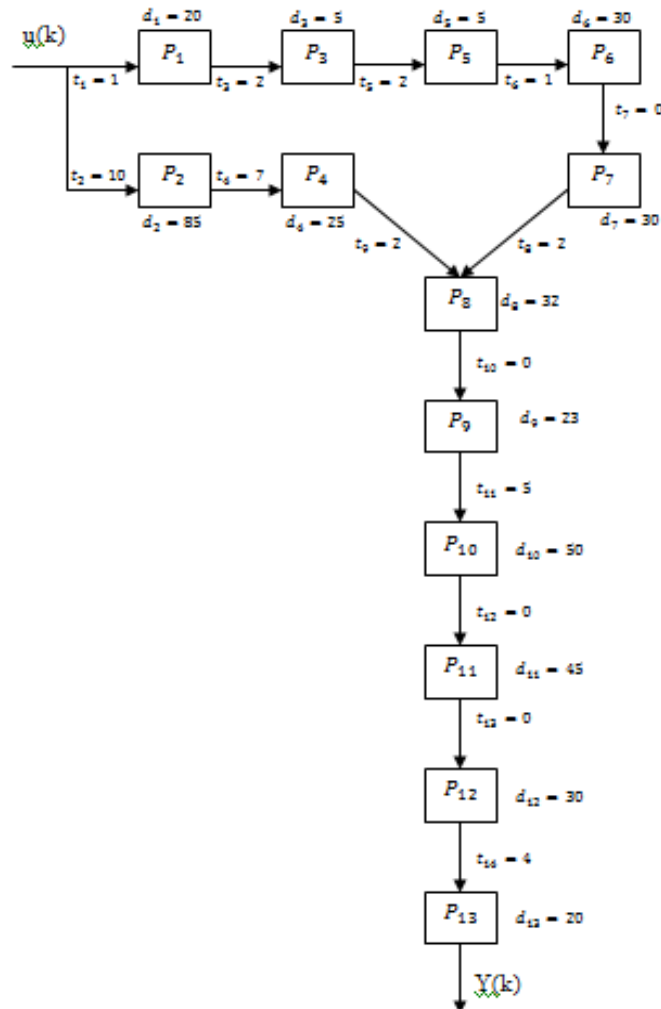 d₁ = 20
d₃ = 5
d₅ = 5
d₆ = 30
u(k)
P₁
P₃
P₅
P₆
t₁ = 1
t₃ = 2
t₅ = 2
t₆ = 1
t₇ = 0
t₂ = 10
P₂
t₄ = 7
P₄
P₇
d₂ = 85
d₄ = 25
d₇ = 30
t₉ = 2
t₈ = 2
P₈
d₈ = 32
t₁₀ = 0
P₉
d₉ = 23
t₁₁ = 5
P₁₀
d₁₀ = 50
t₁₂ = 0
P₁₁
d₁₁ = 45
t₁₃ = 0
P₁₂
d₁₂ = 30
t₁₄ = 4
P₁₃
d₁₃ = 20
Y(k)